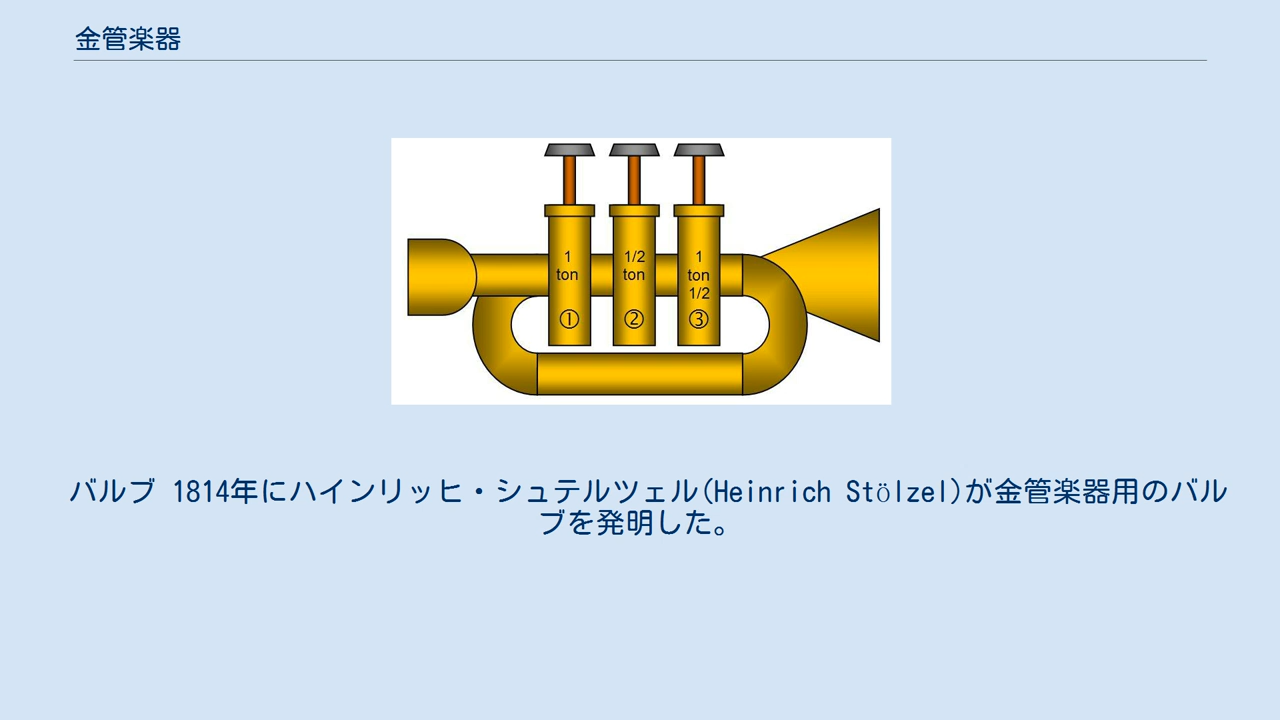 金管楽器
1
ton
①
1/2
ton
②
1
ton
1/2
③
バルブ 1814年にハインリッヒ・シュテルツェル(Heinrich Stölzel)が金管楽器用のバル
ブを発明した。